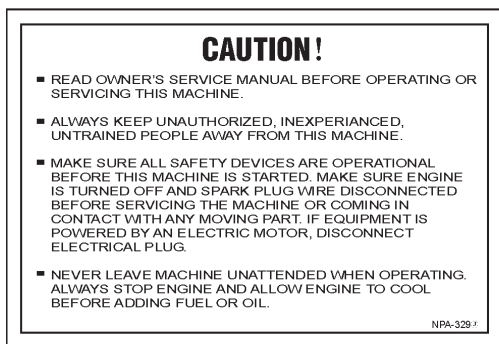 CAUTION!
▪ READ OWNER'S SERVICE MANUAL BEFORE OPERATING OR
SERVICING THIS MACHINE.
▪ ALWAYS KEEP UNAUTHORIZED, INEXPERIANCED,
UNTRAINED PEOPLE AWAY FROM THIS MACHINE.
▪ MAKE SURE ALL SAFETY DEVICES ARE OPERATIONAL
BEFORE THIS MACHINE IS STARTED. MAKE SURE ENGINE
IS TURNED OFF AND SPARK PLUG WIRE DISCONNECTED
BEFORE SERVICING THE MACHINE OR COMING IN
CONTACT WITH ANY MOVING PART. IF EQUIPMENT IS
POWERED BY AN ELECTRIC MOTOR, DISCONNECT
ELECTRICAL PLUG.
▪ NEVER LEAVE MACHINE UNATTENDED WHEN OPERATING.
ALWAYS STOP ENGINE AND ALLOW ENGINE TO COOL
BEFORE ADDING FUEL OR OIL.
NPA-329